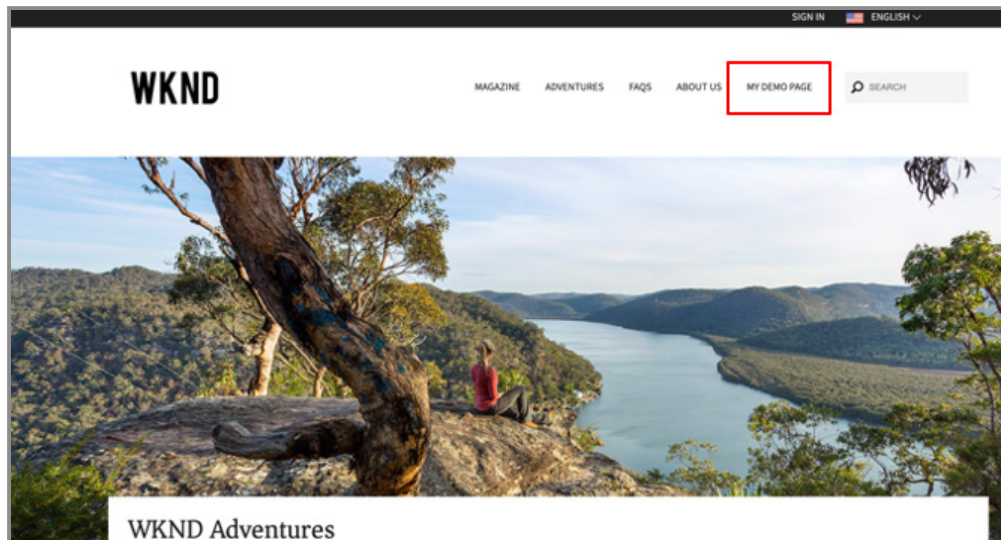 SIGN IN ENGLISH
WKND MAGAZINE ADVENTURES FAQS ABOUT US MY DEMO PAGE SEARCH
WKND Adventures